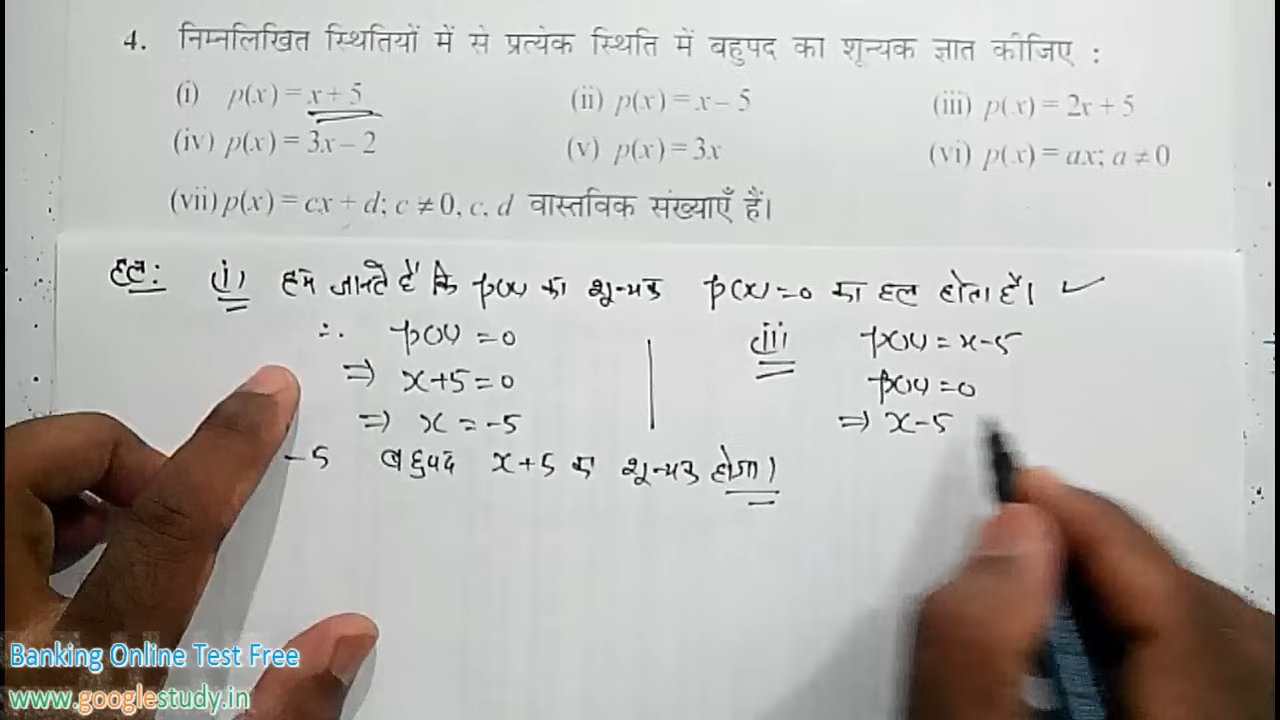 4. निम्नलिखित स्थितियों में से प्रत्येक स्थिति में बहुपद का शून्यक ज्ञात कीजिए :
(i) p(x) = x + 5 (ii) p(x) = x – 5 (iii) p(x) = 2x + 5
(iv) p(x) = 3x – 2 (v) p(x) = 3x (vi) p(x) = ax; a ≠ 0
(vii) p(x) = cx + d; c ≠ 0, c, d वास्तविक संख्याएँ हैं।
हल: (i) हम जानते हैं कि p(x) का शून्यक p(x) = 0 का हल होता है।
∴ p(x) = 0 (ii) p(x) = x-5
⇒ x+5 = 0 p(x) = 0
⇒ x = -5 ⇒ x-5
-5 बहुपद x+5 का शून्यक होगा।
Banking Online Test Free
www.googlestudy.in